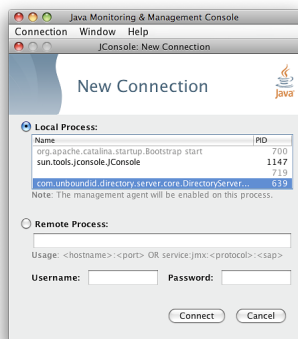 Java Monitoring & Management Console
Connection Window Help
JConsole: New Connection
New Connection
Java
Local Process:
Name PID
org.apache.catalina.startup.Bootstrap start 700
sun.tools.jconsole.JConsole 1147
719
com.unboundid.directory.server.core.DirectoryServer... 639
Note: The management agent will be enabled on this process.
Remote Process:
Usage: <hostname>:<port> OR service:jmx:<protocol>:<sap>
Username: Password:
Connect Cancel